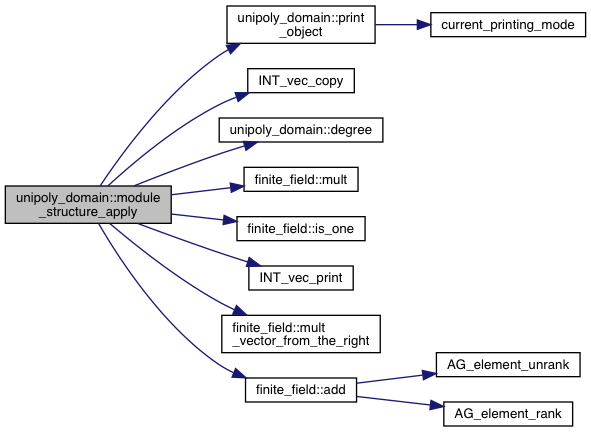 unipoly_domain::module
_structure_apply
unipoly_domain::print
_object
current_printing_mode
INT_vec_copy
unipoly_domain::degree
finite_field::mult
finite_field::is_one
INT_vec_print
finite_field::mult
_vector_from_the_right
finite_field::add
AG_element_unrank
AG_element_rank